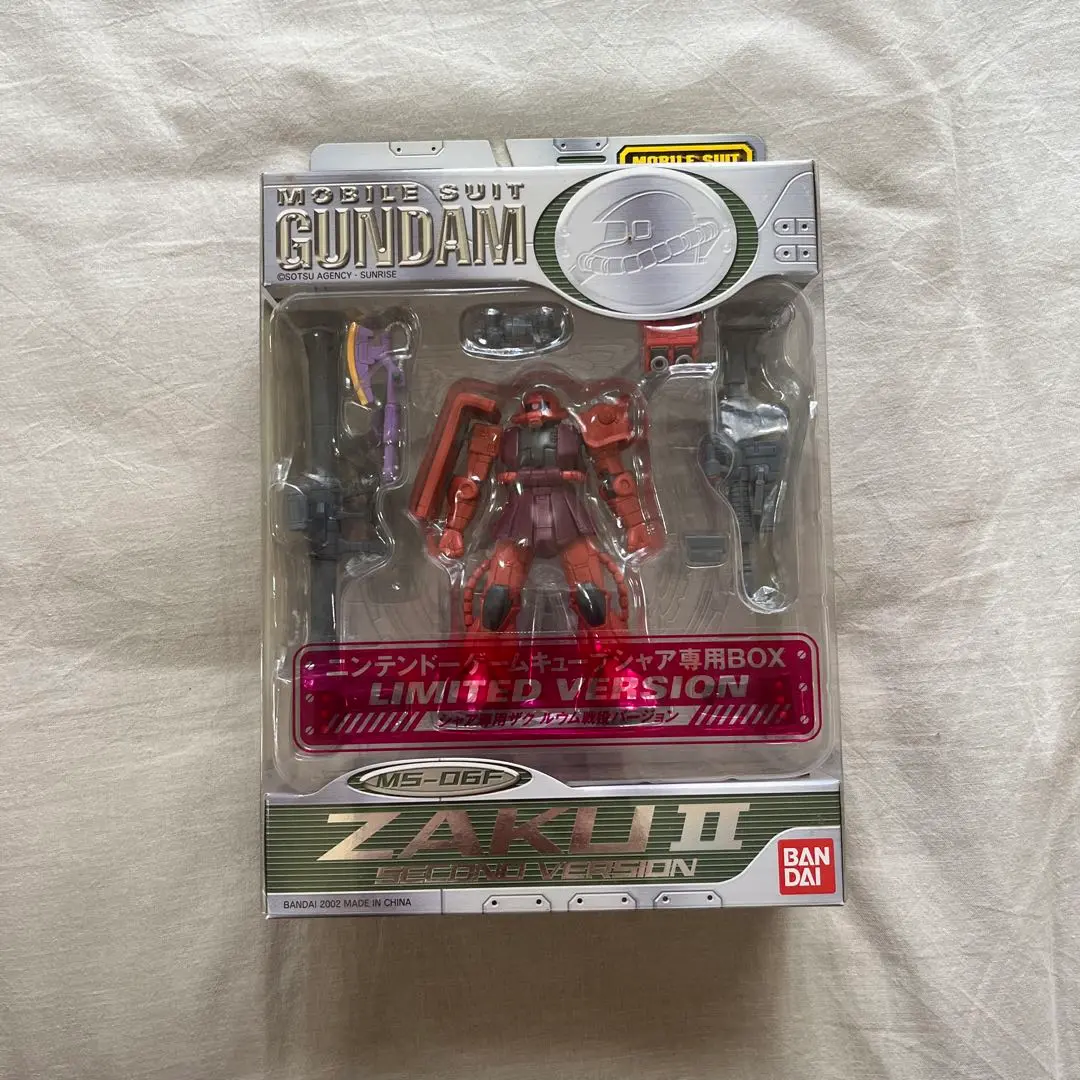 MOBILE SUIT
MOBILE SUIT
GUNDAM
©SOTSU AGENCY・SUNRISE
ニンテンドーゲームキューブシャア専用BOX
LIMITED VERSION
シャア専用ザク ルウム戦役バージョン
MS-06F
ZAKU II
SECOND VERSION
BAN
DAI
BANDAI 2002 MADE IN CHINA